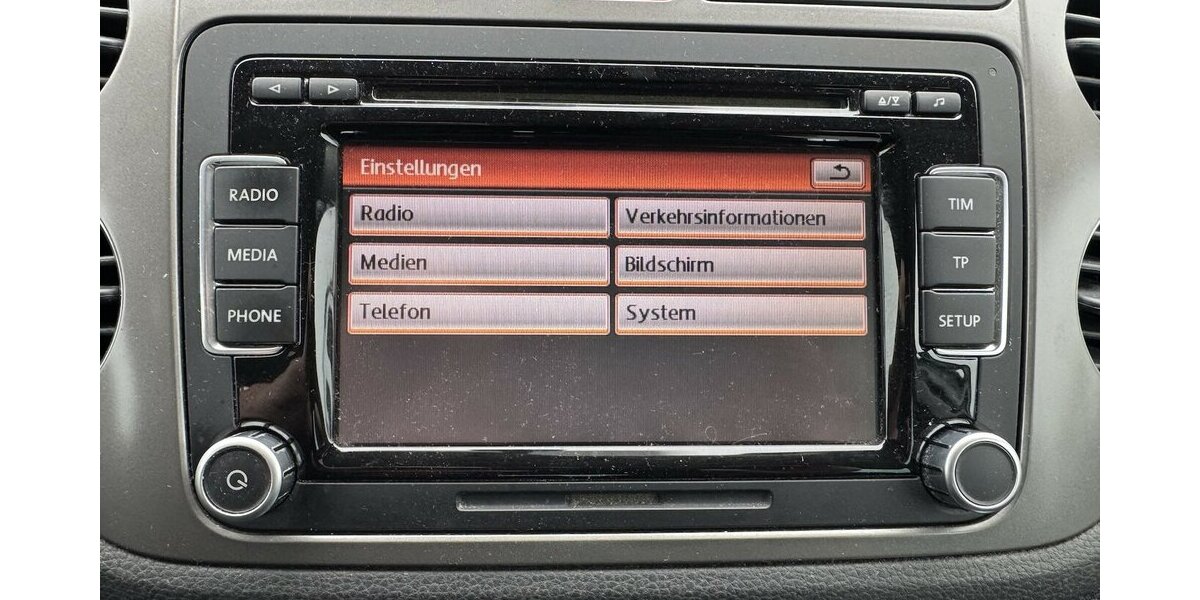 Einstellungen
Radio
Verkehrsinformationen
Medien
Bildschirm
Telefon
System
RADIO
MEDIA
PHONE
TIM
TP
SETUP